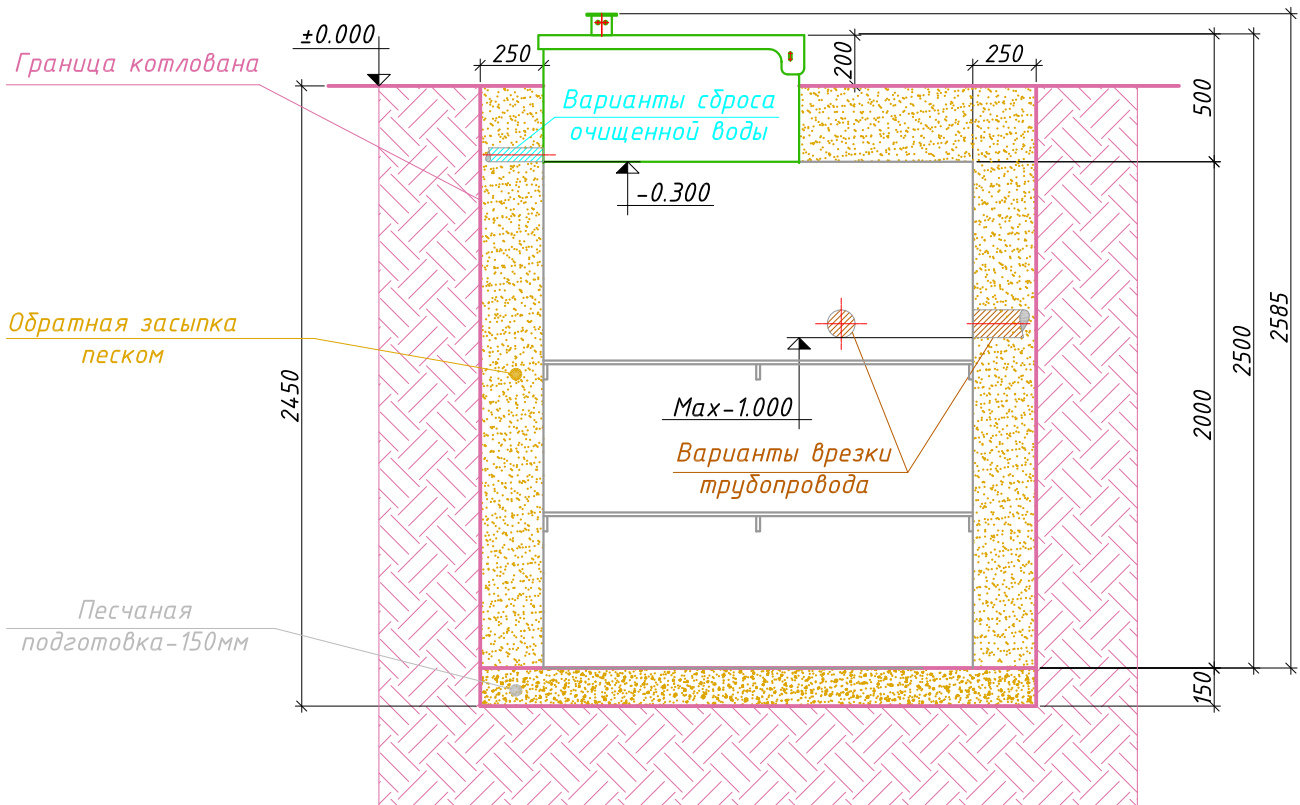 ±0.000
Граница котлована
250
200
250
500
Варианты сброса
очищенной воды
-0.300
Обратная засыпка
песком
2450
Max-1.000
Варианты врезки
трубопровода
2000
2500
2585
Песчаная
подготовка-150мм
150